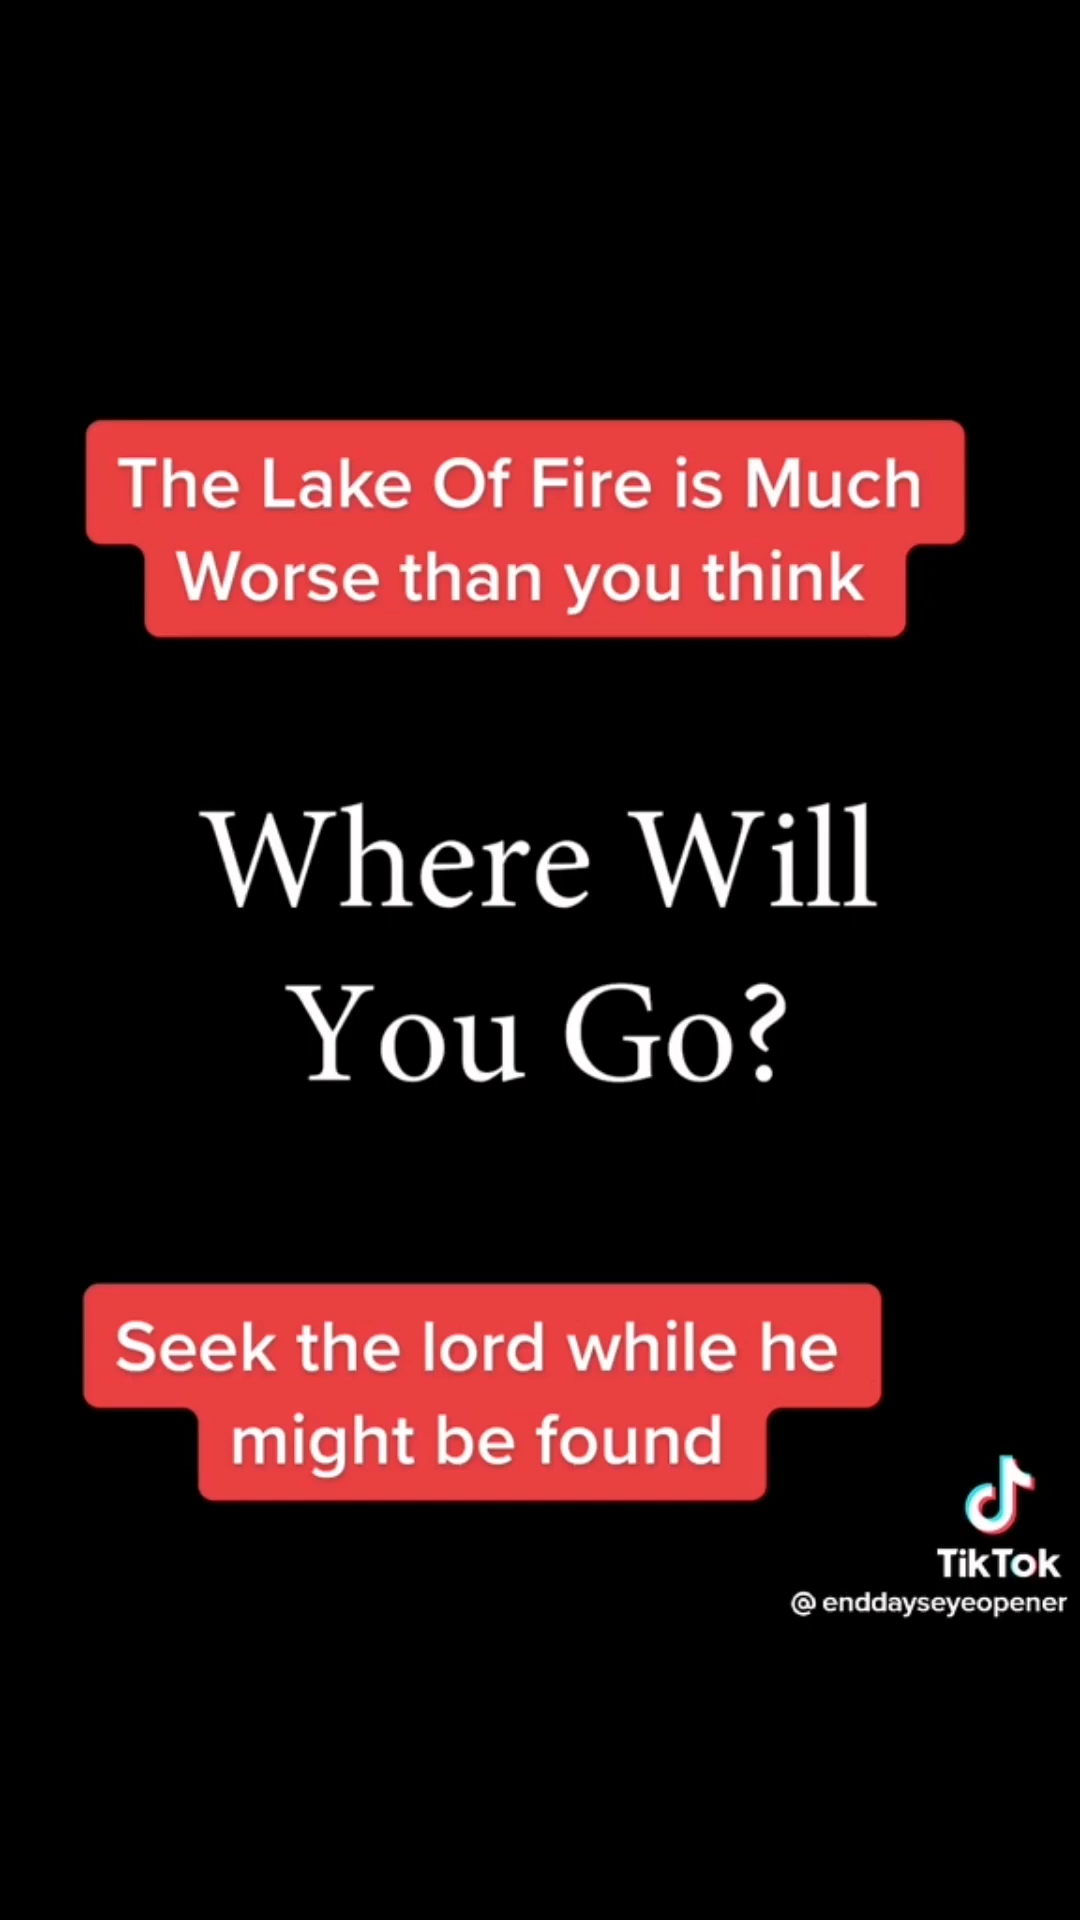 The Lake Of Fire is Much
Worse than you think
Where Will
You Go?
Seek the lord while he
might be found
TikTok
@enddayseyeopener